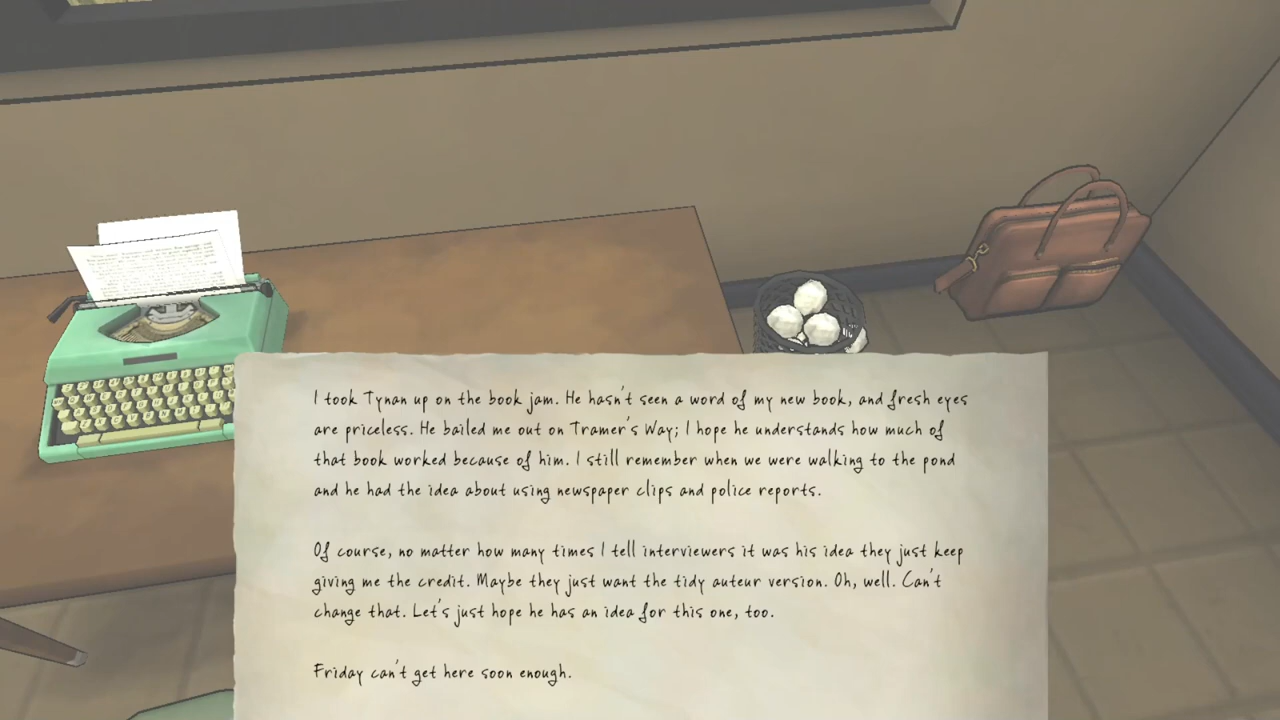 I took Tynan up on the book jam. He hasn't seen a word of my new book, and fresh eyes
are priceless. He bailed me out on Tramer's Way; I hope he understands how much of
that book worked because of him. I still remember when we were walking to the pond
and he had the idea about using newspaper clips and police reports.
Of course, no matter how many times I tell interviewers it was his idea they just keep
giving me the credit. Maybe they just want the tidy auteur version. Oh, well. Can't
change that. Let's just hope he has an idea for this one, too.
Friday can't get here soon enough.